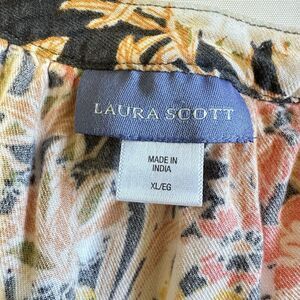 LAURA SCOTT
MADE IN
INDIA
XL/EG